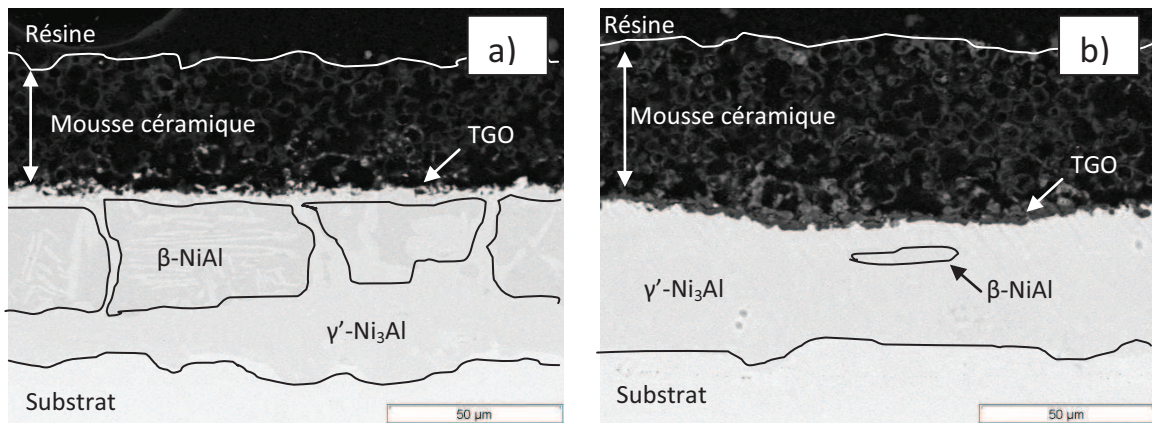 Résine
a)
Mousse céramique
TGO
β-NiAl
γ’-Ni₃Al
Substrat
50 µm
Résine
b)
Mousse céramique
TGO
γ’-Ni₃Al
β-NiAl
Substrat
50 µm